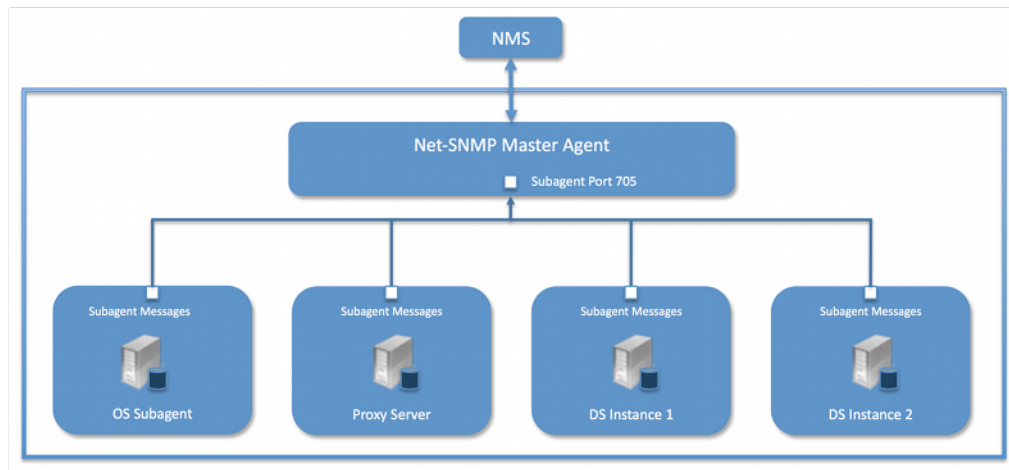 NMS
Net-SNMP Master Agent
Subagent Port 705
Subagent Messages
Subagent Messages
Subagent Messages
Subagent Messages
OS Subagent
Proxy Server
DS Instance 1
DS Instance 2